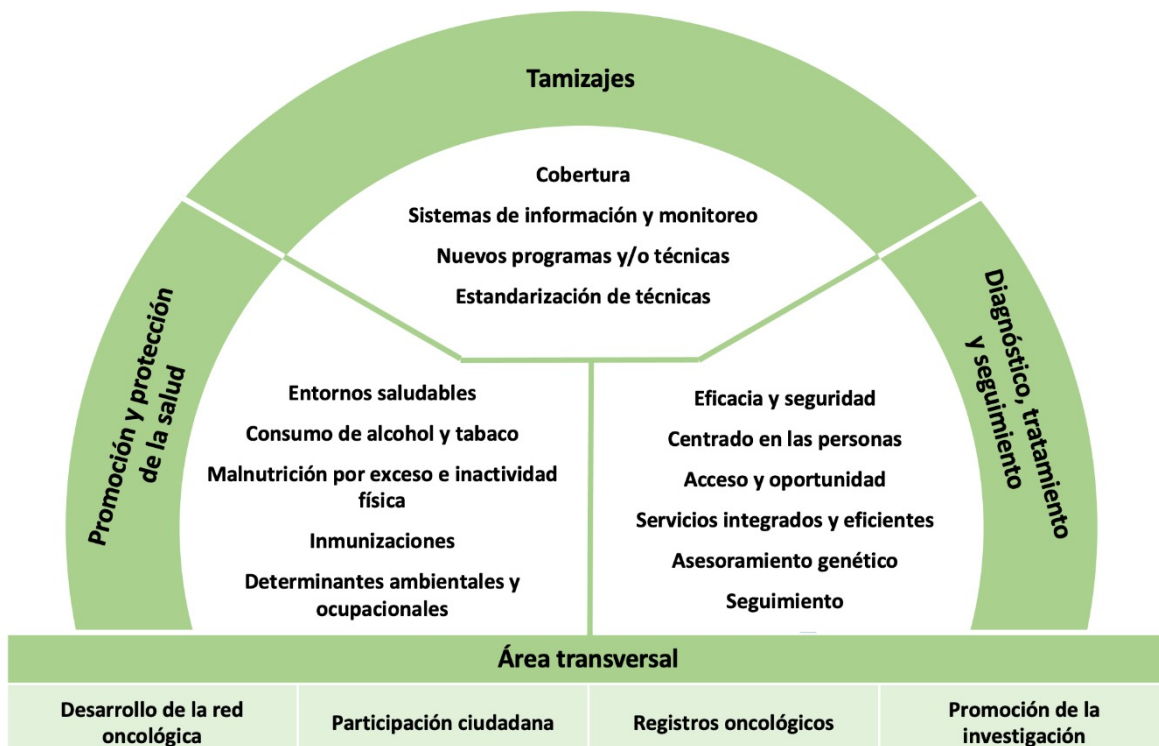 Tamizajes
Cobertura
Sistemas de información y monitoreo
Nuevos programas y/o técnicas
Estandarización de técnicas
Promoción y protección
de la salud
Entornos saludables
Consumo de alcohol y tabaco
Malnutrición por exceso e inactividad
física
Inmunizaciones
Determinantes ambientales y
ocupacionales
Diagnóstico, tratamiento
y seguimiento
Eficacia y seguridad
Centrado en las personas
Acceso y oportunidad
Servicios integrados y eficientes
Asesoramiento genético
Seguimiento
Área transversal
Desarrollo de la red
oncológica
Participación ciudadana
Registros oncológicos
Promoción de la
investigación